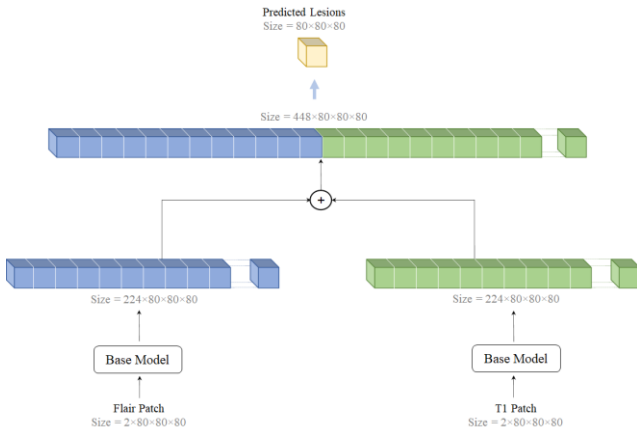 Predicted Lesions
Size = 80×80×80
Size = 448×80×80×80
+
Size = 224×80×80×80
Size = 224×80×80×80
Base Model
Base Model
Flair Patch
T1 Patch
Size = 2×80×80×80
Size = 2×80×80×80